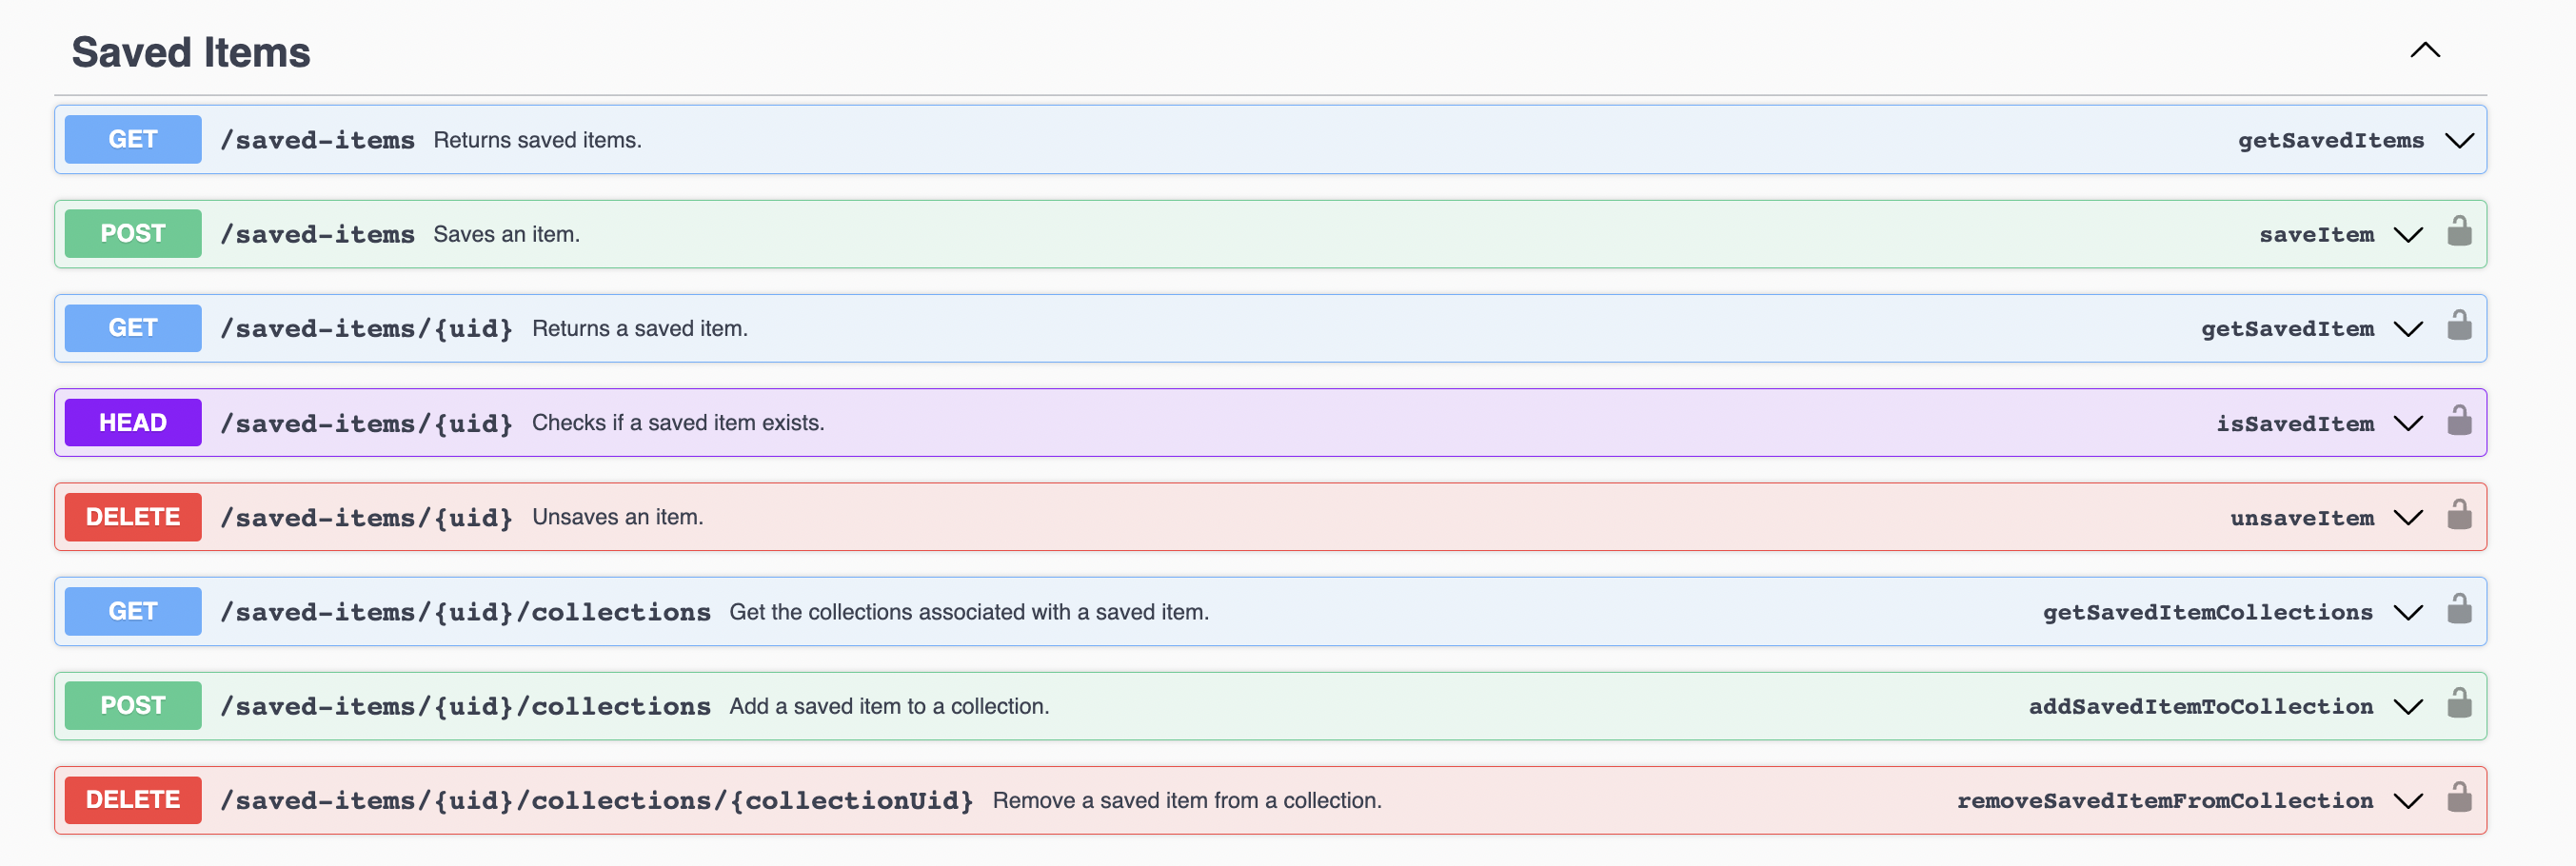 Saved Items
GET /saved-items Returns saved items. getSavedItems
POST /saved-items Saves an item. saveItem
GET /saved-items/{uid} Returns a saved item. getSavedItem
HEAD /saved-items/{uid} Checks if a saved item exists. isSavedItem
DELETE /saved-items/{uid} Unsaves an item. unsaveItem
GET /saved-items/{uid}/collections Get the collections associated with a saved item. getSavedItemCollections
POST /saved-items/{uid}/collections Add a saved item to a collection. addSavedItemToCollection
DELETE /saved-items/{uid}/collections/{collectionUid} Remove a saved item from a collection. removeSavedItemFromCollection